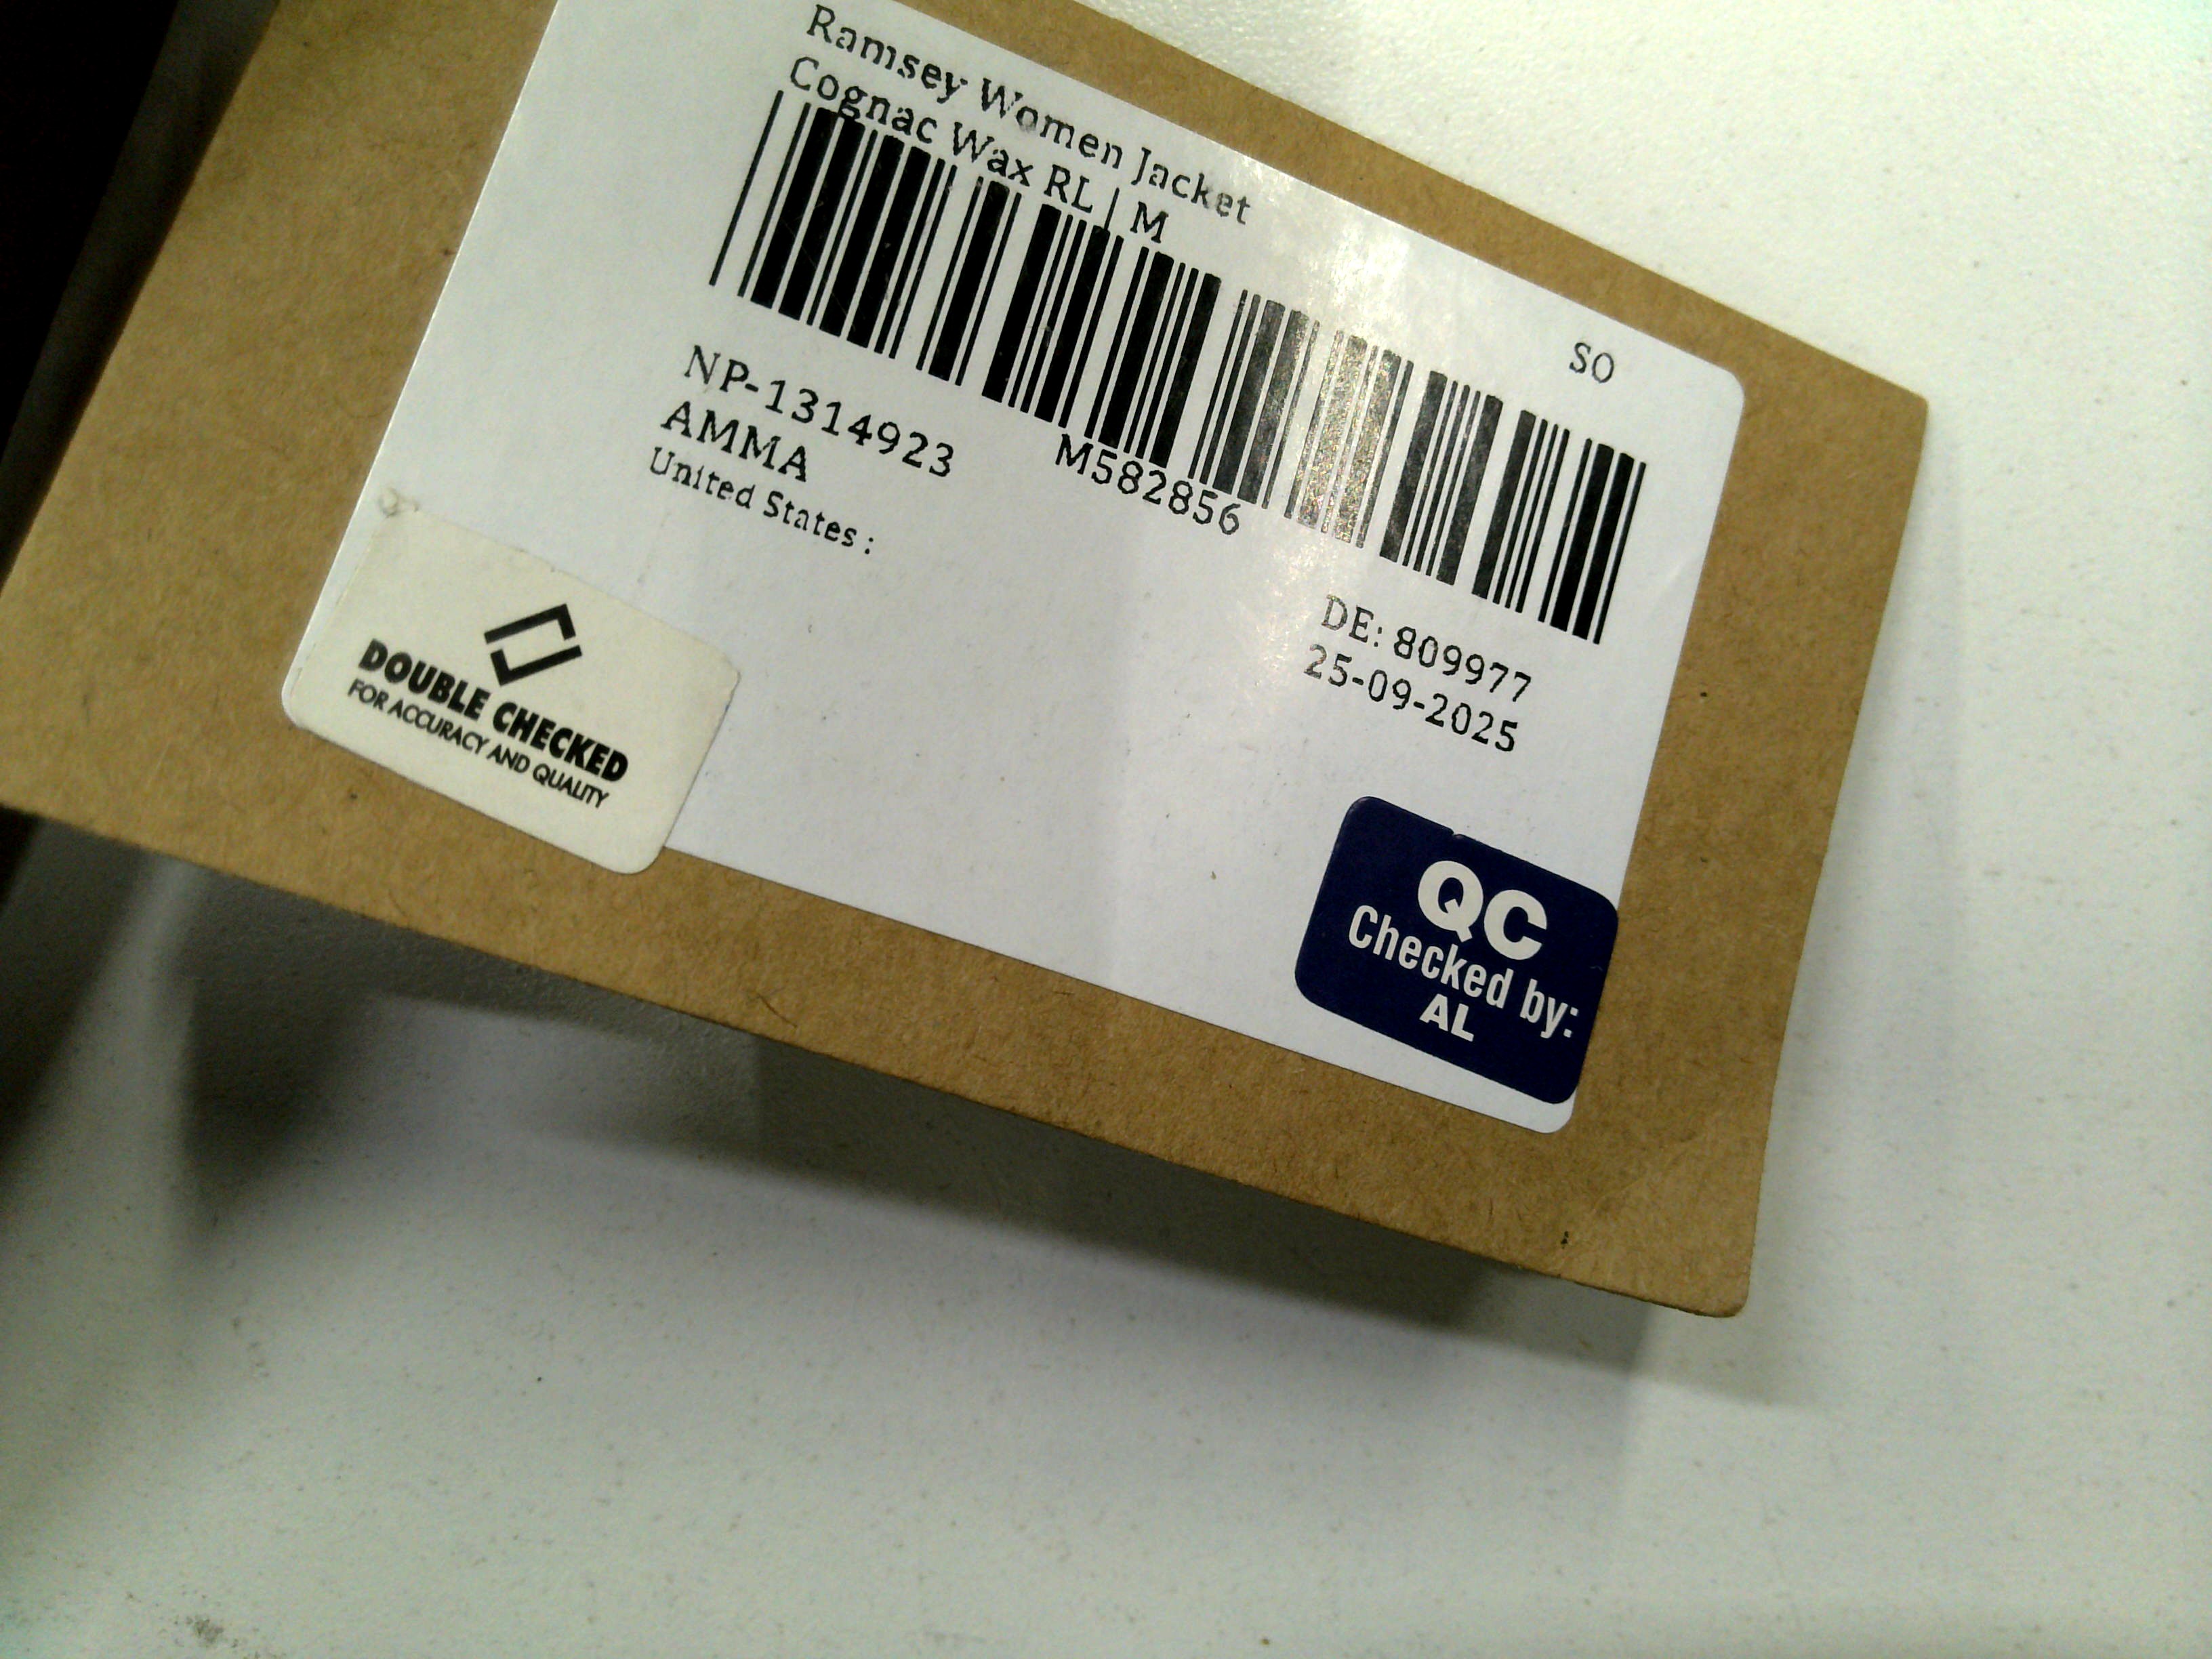 Ramsey Women Jacket
Cognac Wax RL | M
SO
M582856
NP-1314923
AMMA
United States :
DE: 809977
25-09-2025
DOUBLE CHECKED
FOR ACCURACY AND QUALITY
QC
Checked by:
AL